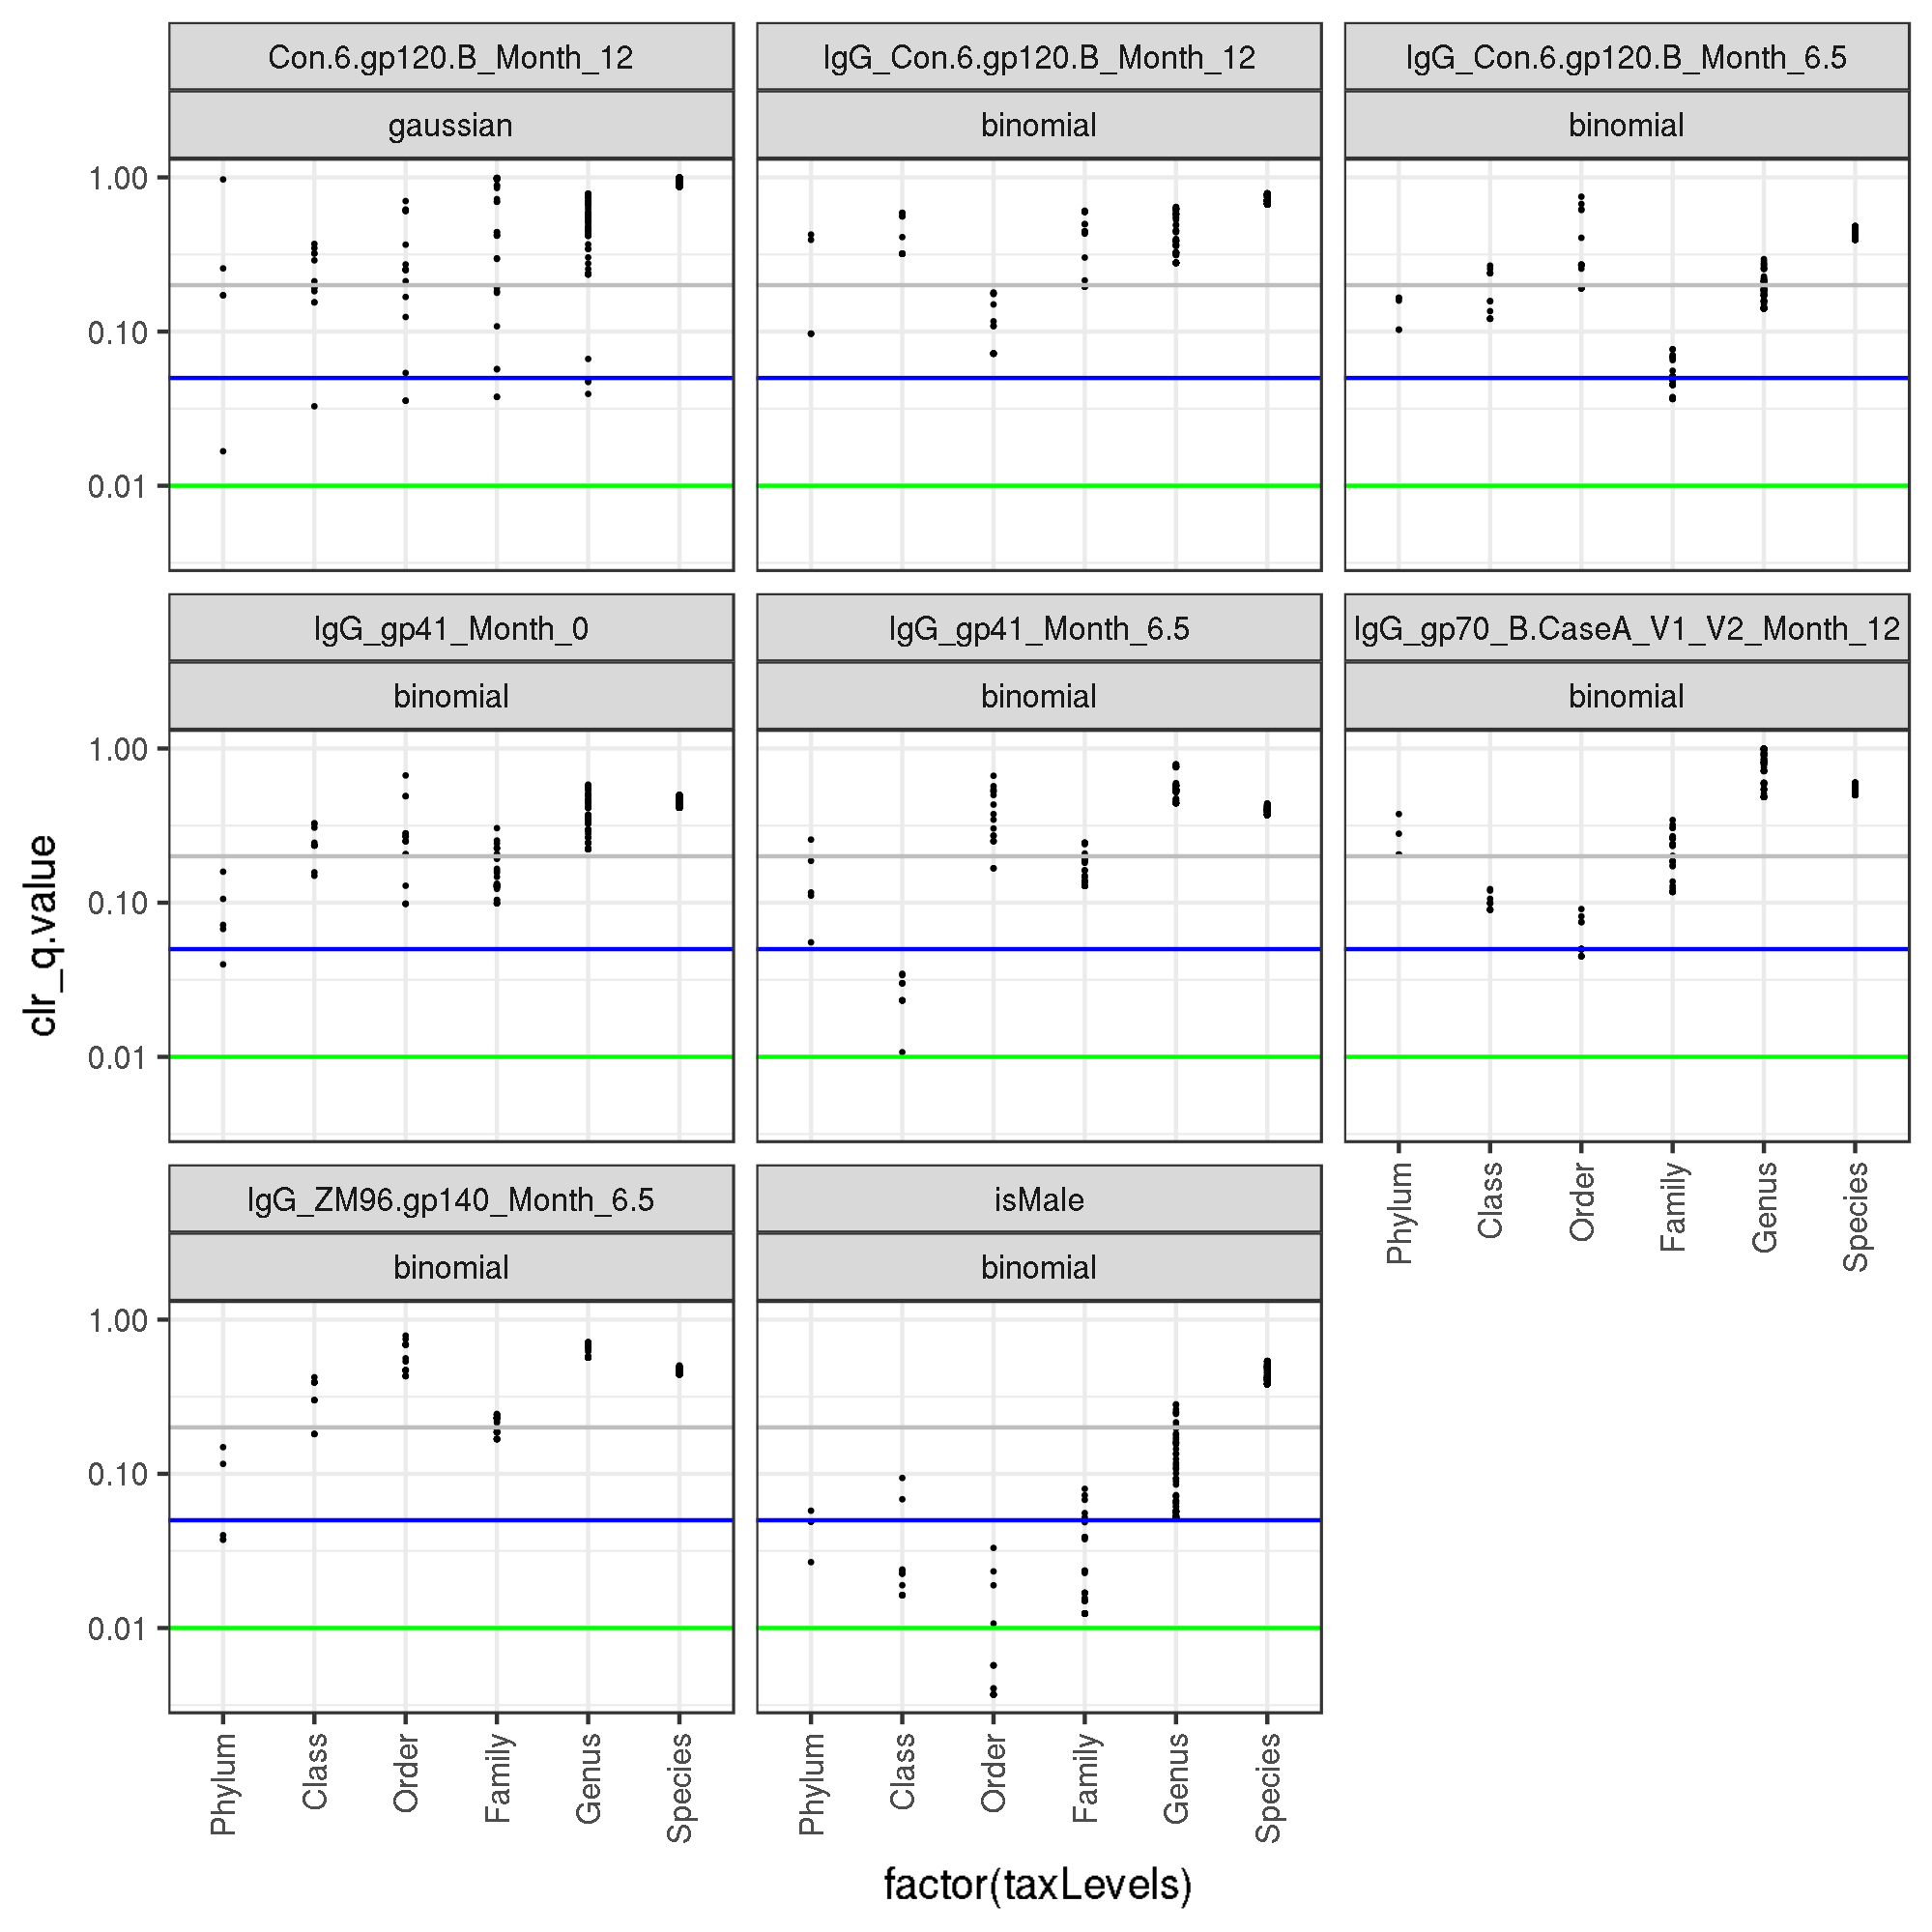 Con.6.gp120.B_Month_12
IgG_Con.6.gp120.B_Month_12
IgG_Con.6.gp120.B_Month_6.5
gaussian
binomial
binomial
1.00
0.10
0.01
IgG_gp41_Month_0
IgG_gp41_Month_6.5
IgG_gp70_B.CaseA_V1_V2_Month_12
binomial
binomial
binomial
1.00
0.10
0.01
clr_q.value
Phylum
Class
Order
Family
Genus
Species
IgG_ZM96.gp140_Month_6.5
isMale
binomial
binomial
1.00
0.10
0.01
Phylum
Class
Order
Family
Genus
Species
Phylum
Class
Order
Family
Genus
Species
factor(taxLevels)